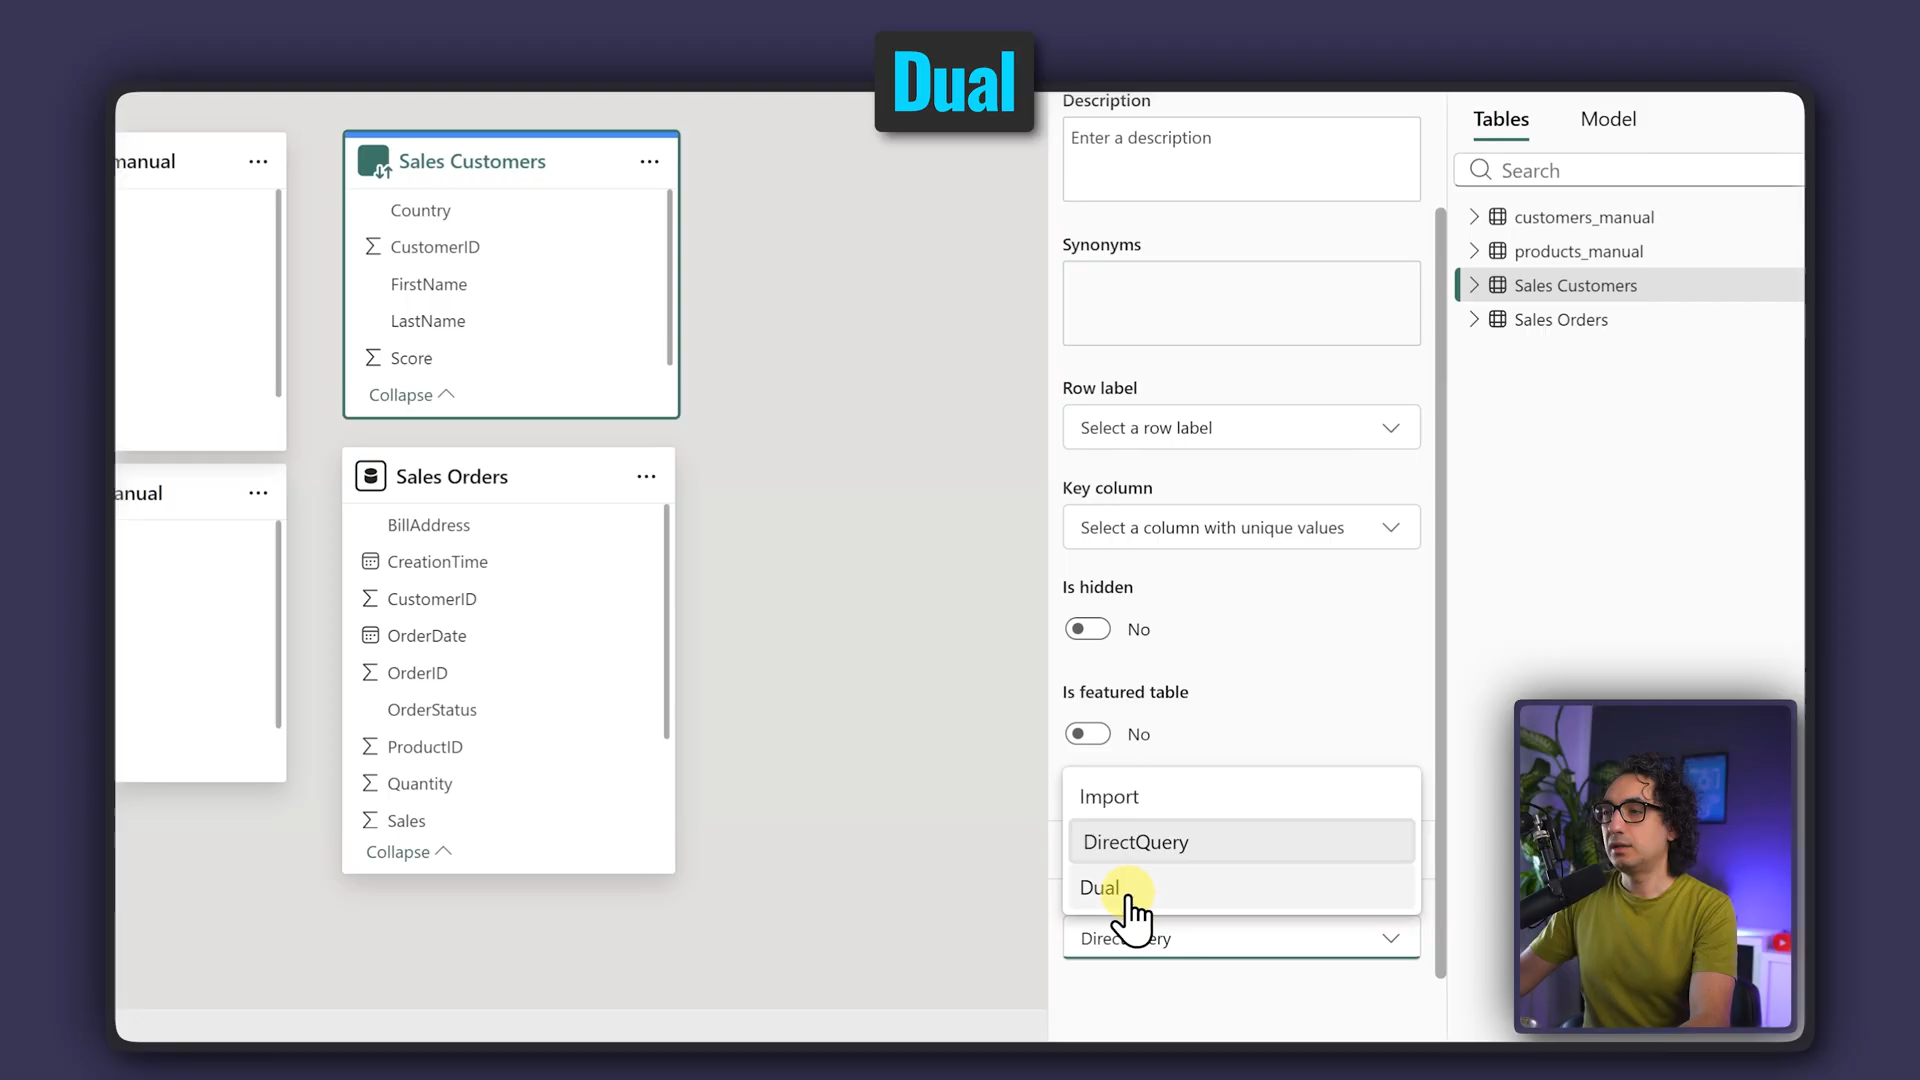 Dual
manual
Sales Customers
Country
CustomerID
FirstName
LastName
Score
Collapse
anual
Sales Orders
BillAddress
CreationTime
CustomerID
OrderDate
OrderID
OrderStatus
ProductID
Quantity
Sales
Collapse
Description
Enter a description
Synonyms
Row label
Select a row label
Key column
Select a column with unique values
Is hidden
No
Is featured table
No
Import
DirectQuery
Dual
DirectQuery
Tables Model
Search
customers_manual
products_manual
Sales Customers
Sales Orders